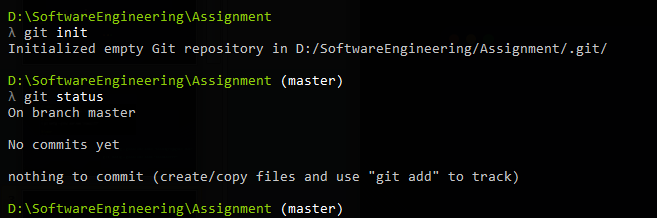 D:\SoftwareEngineering\Assignment
λ git init
Initialized empty Git repository in D:/SoftwareEngineering/Assignment/.git/
D:\SoftwareEngineering\Assignment (master)
λ git status
On branch master
No commits yet
nothing to commit (create/copy files and use "git add" to track)
D:\SoftwareEngineering\Assignment (master)